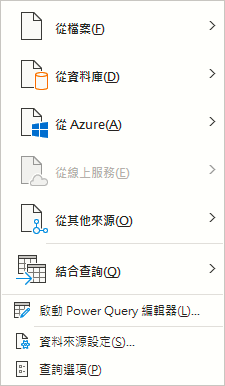 從檔案(F)
從資料庫(D)
從 Azure(A)
從線上服務(E)
從其他來源(O)
結合查詢(Q)
啟動 Power Query 編輯器(L)...
資料來源設定(S)...
查詢選項(P)